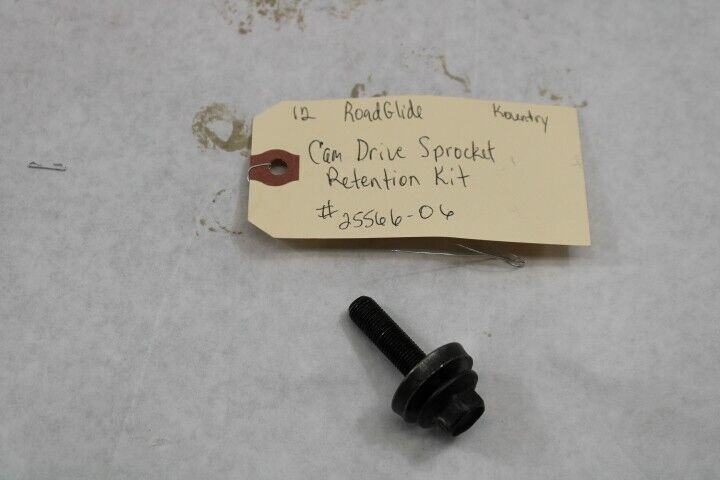 12 RoadGlide Kountry
Cam Drive Sprocket
Retention Kit
#25566-06